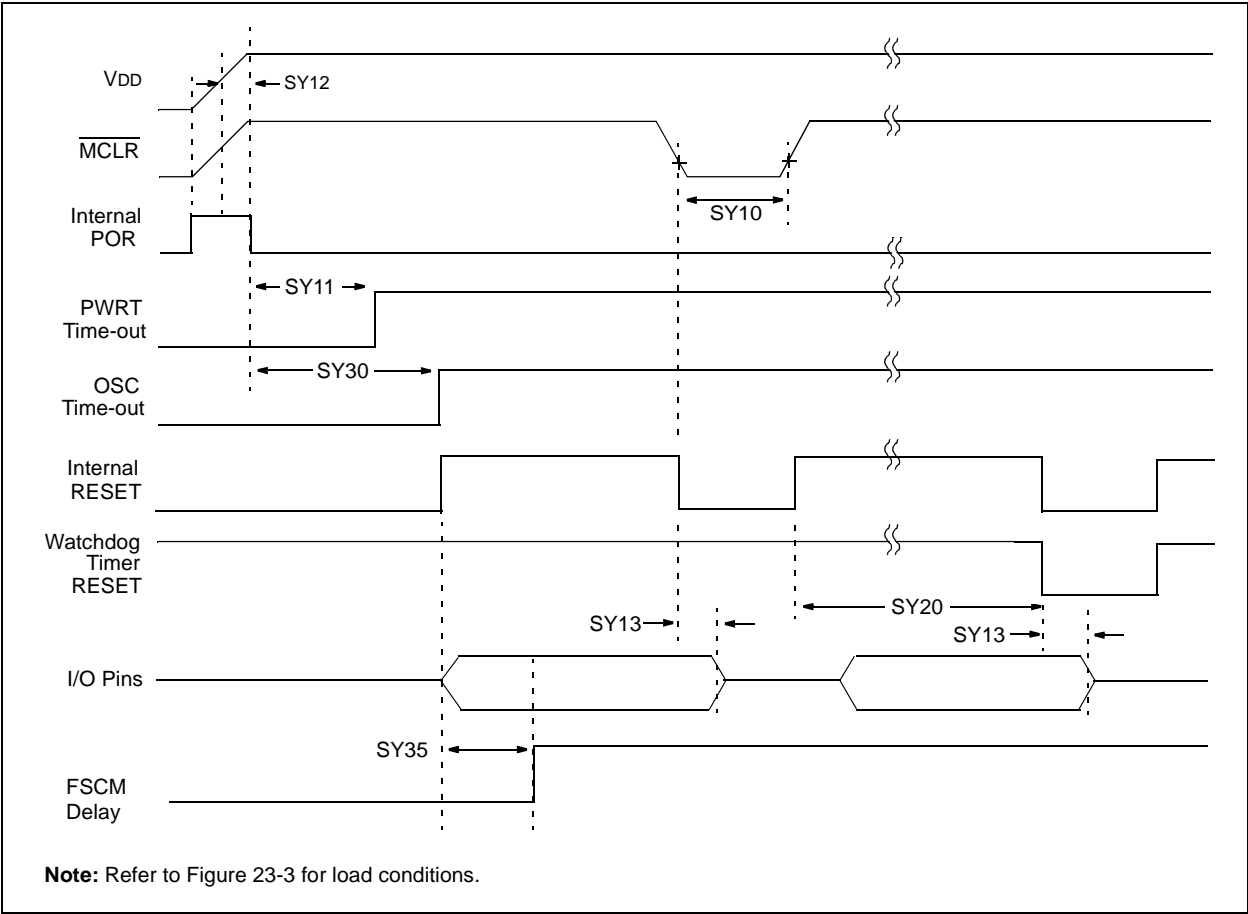 VDD
SY12
MCLR
SY10
Internal
POR
SY11
PWRT
Time-out
SY30
OSC
Time-out
Internal
RESET
Watchdog
Timer
RESET
SY20
SY13
SY13
I/O Pins
SY35
FSCM
Delay
Note: Refer to Figure 23-3 for load conditions.